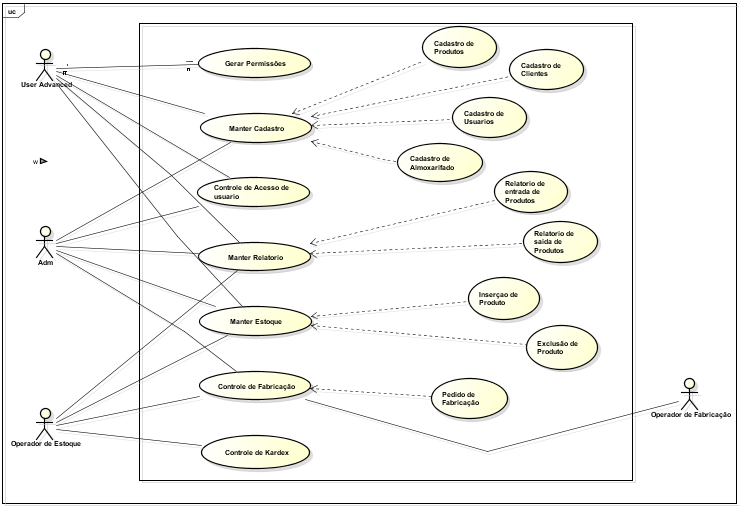 uc
User Advanced
Gerar Permissões
Cadastro de
Produtos
Cadastro de
Clientes
Manter Cadastro
Cadastro de
Usuarios
Cadastro de
Almoxarifado
w
Controle de Acesso de
usuario
Relatorio de
entrada de
Produtos
Adm
Manter Relatorio
Relatorio de
saida de
Produtos
Inserçao de
Produto
Manter Estoque
Exclusão de
Produto
Controle de Fabricação
Pedido de
Fabricação
Operador de Fabricação
Operador de Estoque
Controle de Kardex